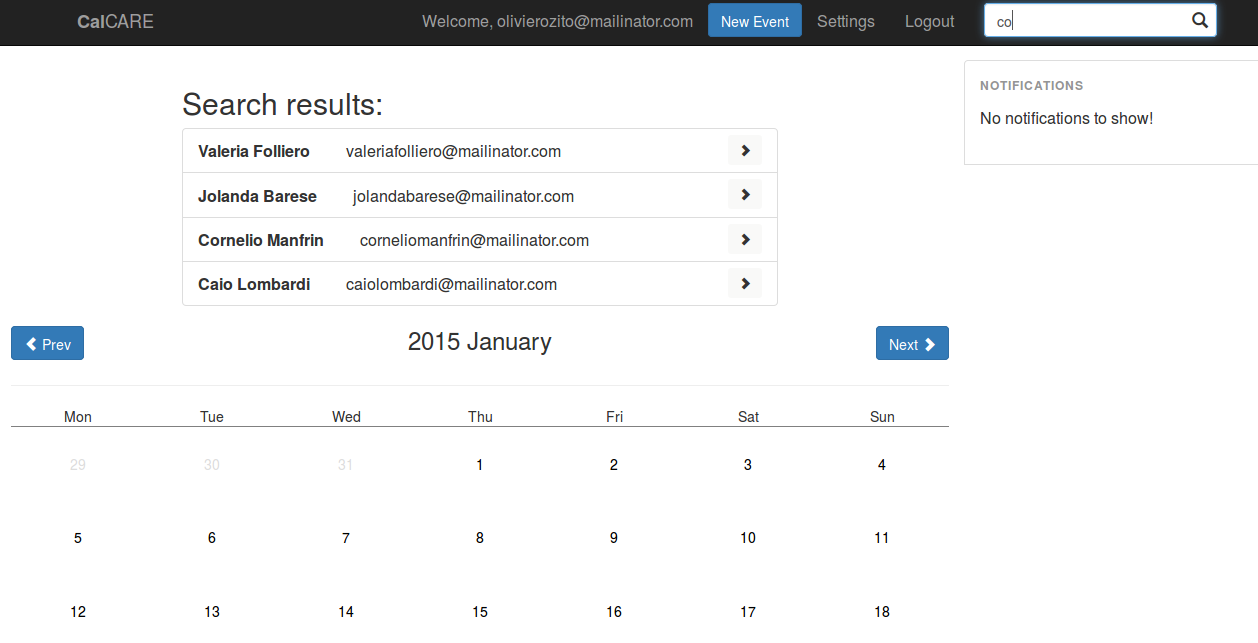 CalCARE Welcome, olivierozito@mailinator.com New Event Settings Logout co
NOTIFICATIONS
No notifications to show!
Search results:
Valeria Folliero valeriafolliero@mailinator.com
Jolanda Barese jolandabarese@mailinator.com
Cornelio Manfrin corneliomanfrin@mailinator.com
Caio Lombardi caiolombardi@mailinator.com
Prev 2015 January Next
Mon Tue Wed Thu Fri Sat Sun
29 30 31 1 2 3 4
5 6 7 8 9 10 11
12 13 14 15 16 17 18